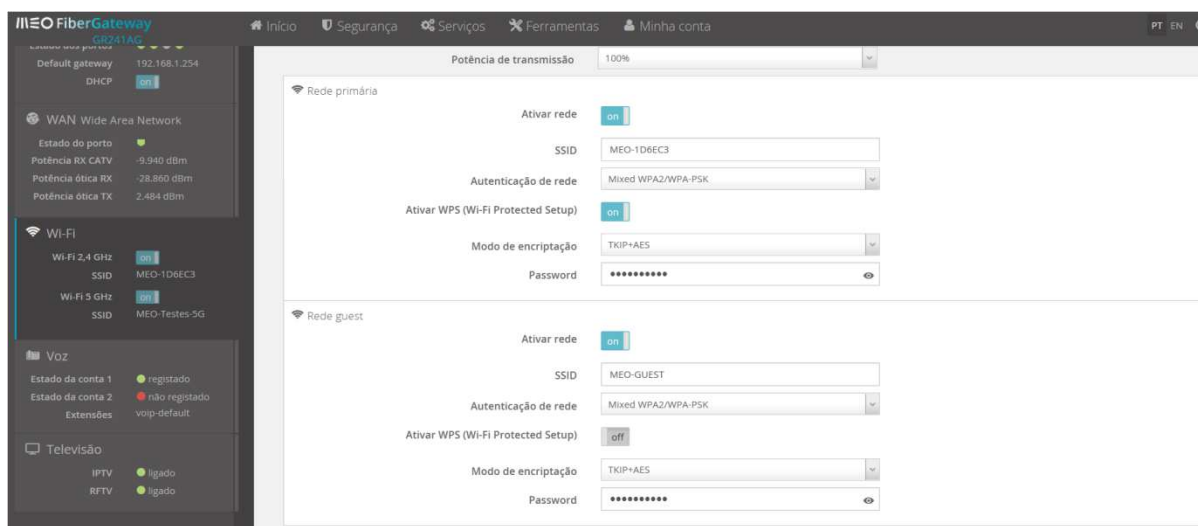 MEO FiberGateway
GR241AG
Início Segurança Serviços Ferramentas Minha conta
PT EN
Estado dos portos
Default gateway 192.168.1.254
DHCP on
WAN Wide Area Network
Estado do porto
Potência RX CATV -9.940 dBm
Potência ótica RX -28.860 dBm
Potência ótica TX 2.484 dBm
Wi-Fi
Wi-Fi 2,4 GHz on
SSID MEO-1D6EC3
Wi-Fi 5 GHz on
SSID MEO-Testes-5G
Voz
Estado da conta 1 registado
Estado da conta 2 não registado
Extensões voip-default
Televisão
IPTV ligado
RFTV ligado
Potência de transmissão 100%
Rede primária
Ativar rede on
SSID MEO-1D6EC3
Autenticação de rede Mixed WPA2/WPA-PSK
Ativar WPS (Wi-Fi Protected Setup) on
Modo de encriptação TKIP+AES
Password ••••••••••
Rede guest
Ativar rede on
SSID MEO-GUEST
Autenticação de rede Mixed WPA2/WPA-PSK
Ativar WPS (Wi-Fi Protected Setup) off
Modo de encriptação TKIP+AES
Password ••••••••••